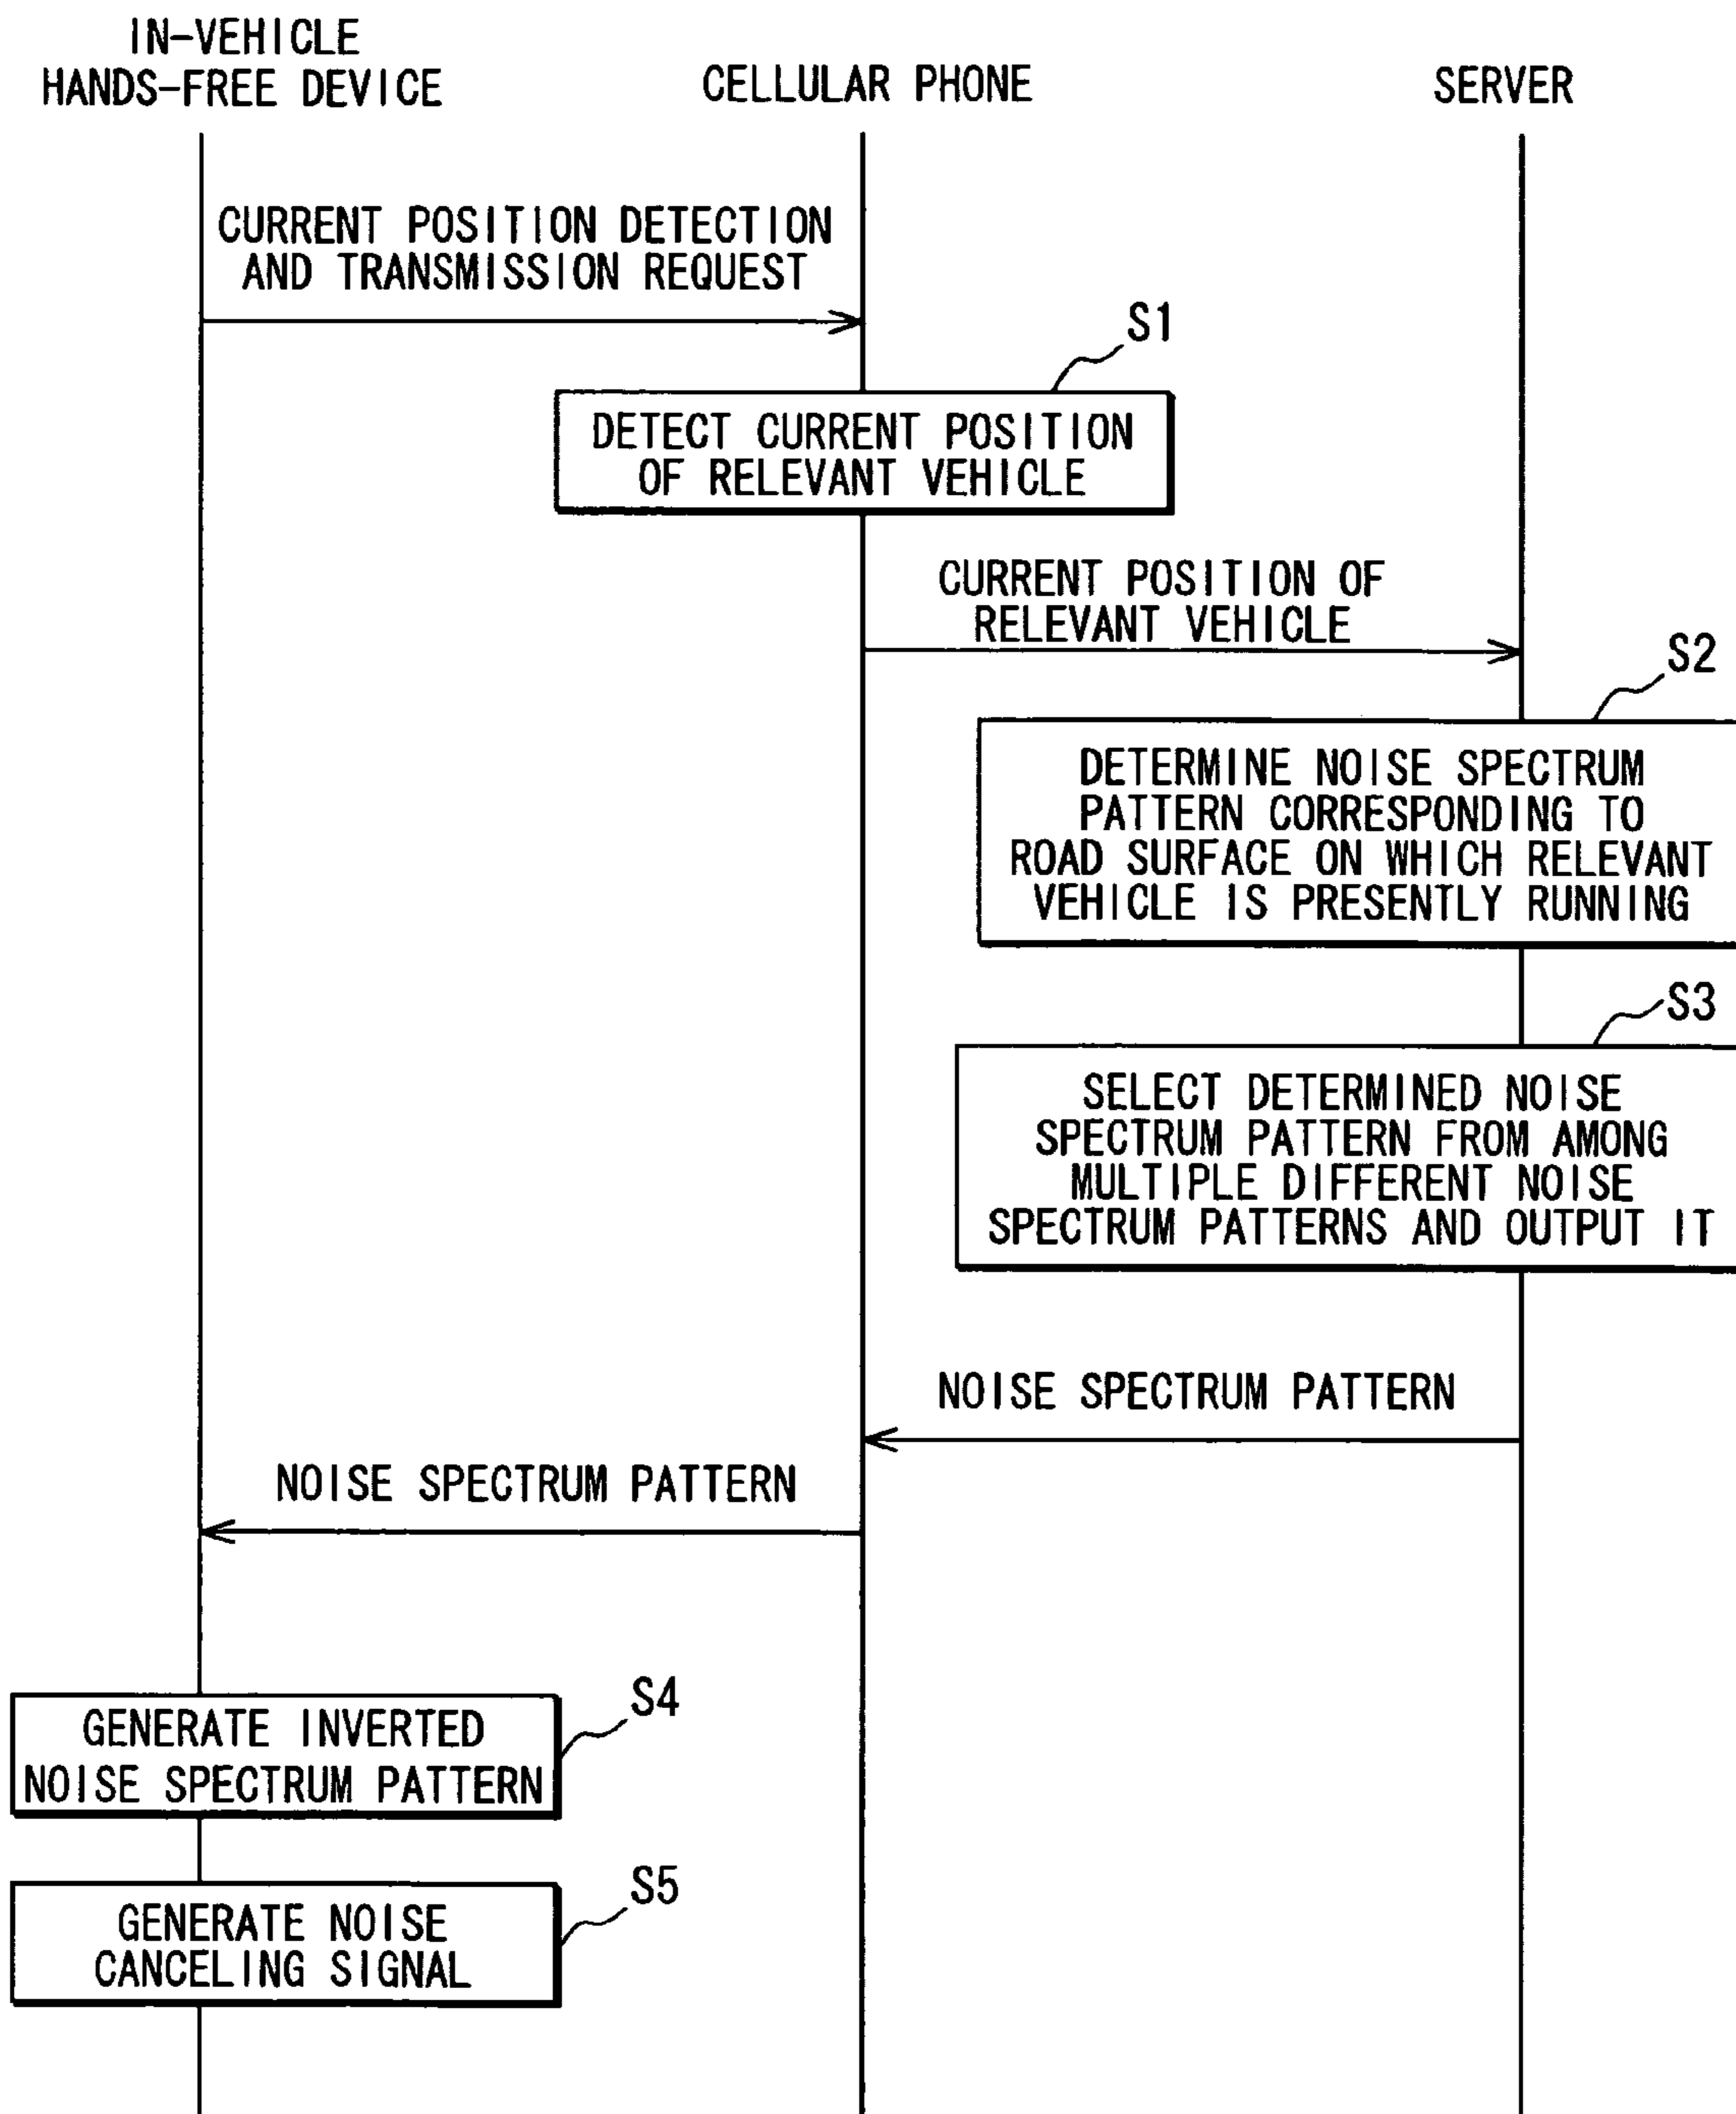 IN-VEHICLE
HANDS-FREE DEVICE
CELLULAR PHONE
SERVER
CURRENT POSITION DETECTION
AND TRANSMISSION REQUEST
S1
DETECT CURRENT POSITION
OF RELEVANT VEHICLE
CURRENT POSITION OF
RELEVANT VEHICLE
S2
DETERMINE NOISE SPECTRUM
PATTERN CORRESPONDING TO
ROAD SURFACE ON WHICH RELEVANT
VEHICLE IS PRESENTLY RUNNING
S3
SELECT DETERMINED NOISE
SPECTRUM PATTERN FROM AMONG
MULTIPLE DIFFERENT NOISE
SPECTRUM PATTERNS AND OUTPUT IT
NOISE SPECTRUM PATTERN
NOISE SPECTRUM PATTERN
S4
GENERATE INVERTED
NOISE SPECTRUM PATTERN
S5
GENERATE NOISE
CANCELING SIGNAL